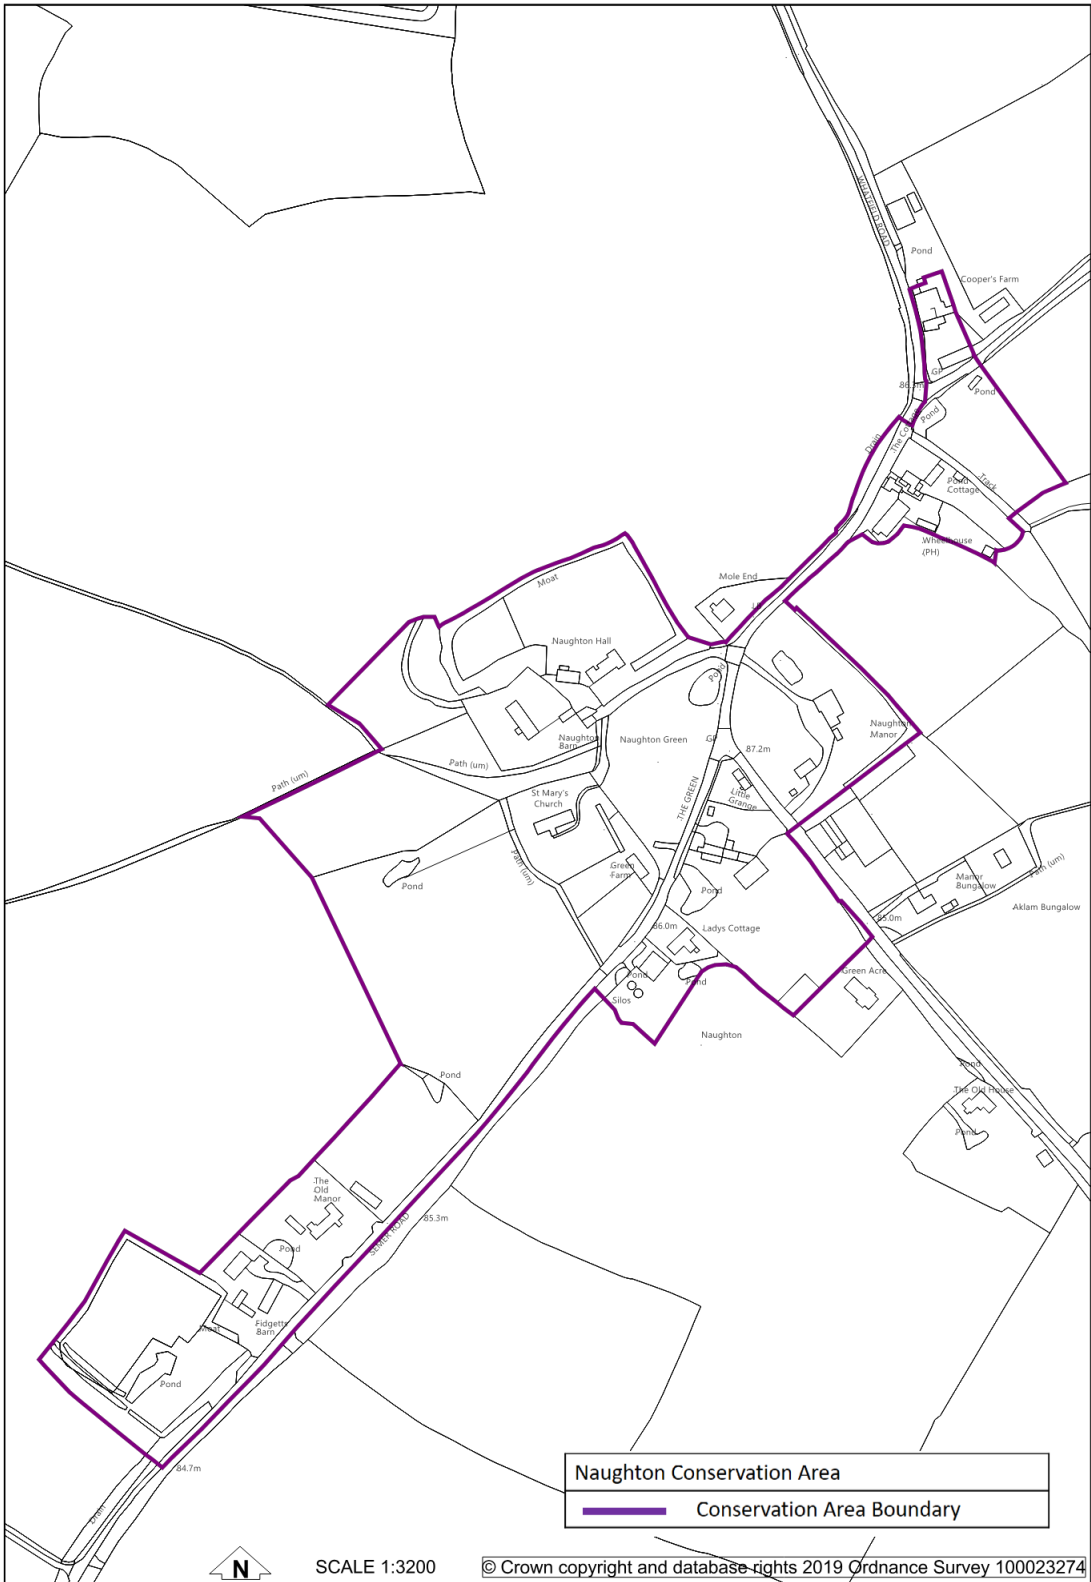 WHATFIELD ROAD
Pond
Cooper's Farm
GP
Pond
Pond
Drain
Track
Pond
Cottage
Wheelhouse
(PH)
Mole End
Moat
Naughton Hall
Pond
Naughton
Manor
Naughton
Barn
Naughton Green
GP
87.2m
Path (um)
Path (um)
THE GREEN
Little
Grange
St Mary's
Church
Path (um)
Green
Farm
Pond
Pond
Manor
Bungalow
Path (um)
Aklam Bungalow
86.0m
Ladys Cottage
85.0m
Pond
Pond
Green Acre
Silos
Naughton
Pond
Pond
The Old House
Pond
The
Old
Manor
85.3m
SEMER ROAD
Pond
Fidgetts
Barn
Moat
Pond
84.7m
Drain
Naughton Conservation Area
Conservation Area Boundary
N
SCALE 1:3200
© Crown copyright and database rights 2019 Ordnance Survey 100023274